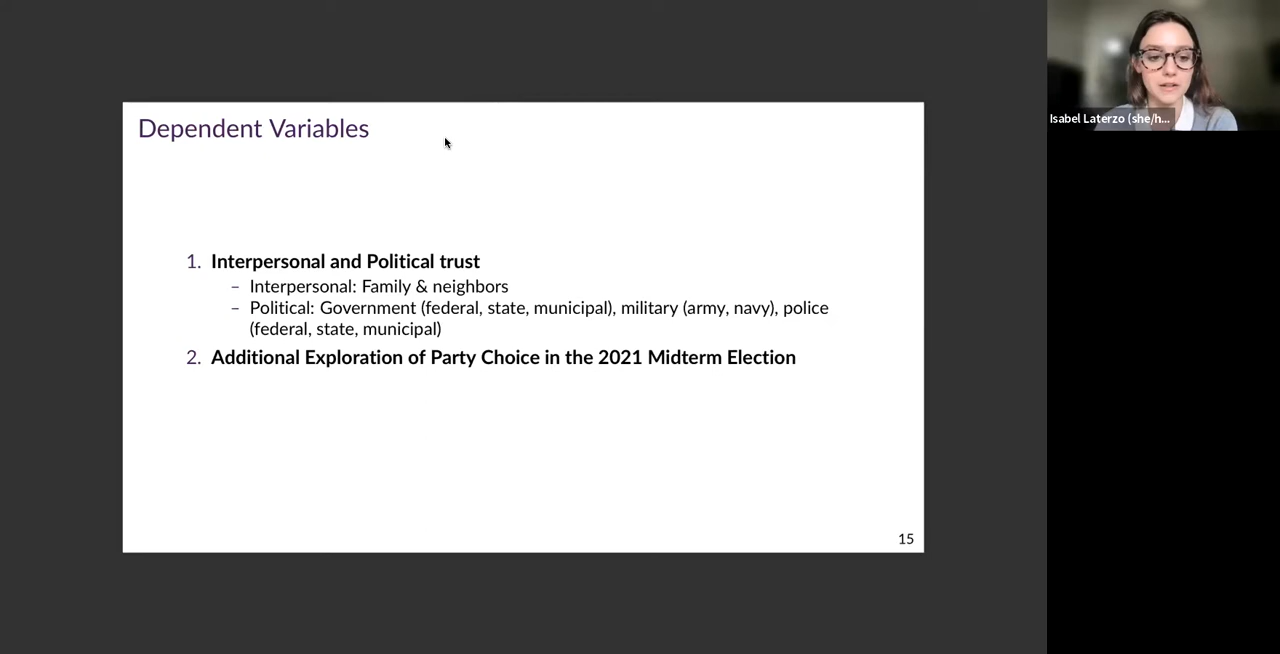 Dependent Variables
1. Interpersonal and Political trust
– Interpersonal: Family & neighbors
– Political: Government (federal, state, municipal), military (army, navy), police
(federal, state, municipal)
2. Additional Exploration of Party Choice in the 2021 Midterm Election
15
Isabel Laterzo (she/h...